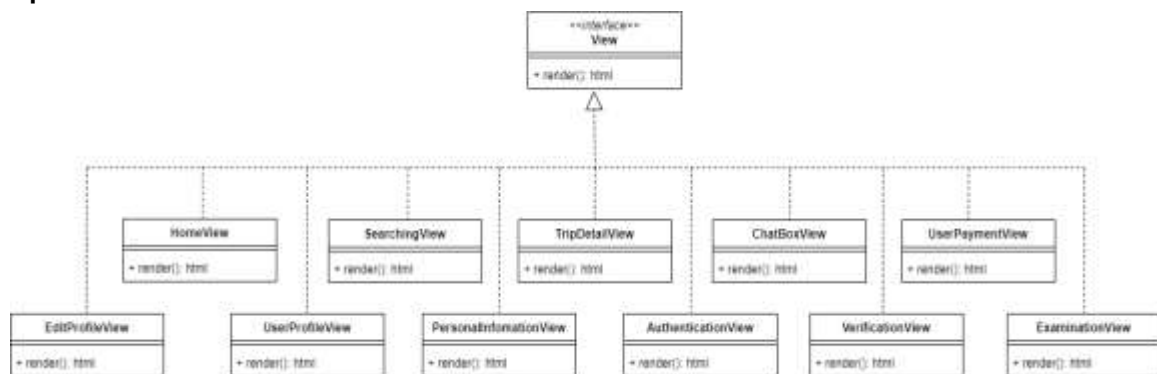 <<interface>>
View
+ render(): html
HomeView
+ render(): html
SearchingView
+ render(): html
TripDetailView
+ render(): html
ChatBoxView
+ render(): html
UserPaymentView
+ render(): html
EditProfileView
+ render(): html
UserProfileView
+ render(): html
PersonalInfomationView
+ render(): html
AuthenticationView
+ render(): html
VerificationView
+ render(): html
ExaminationView
+ render(): html